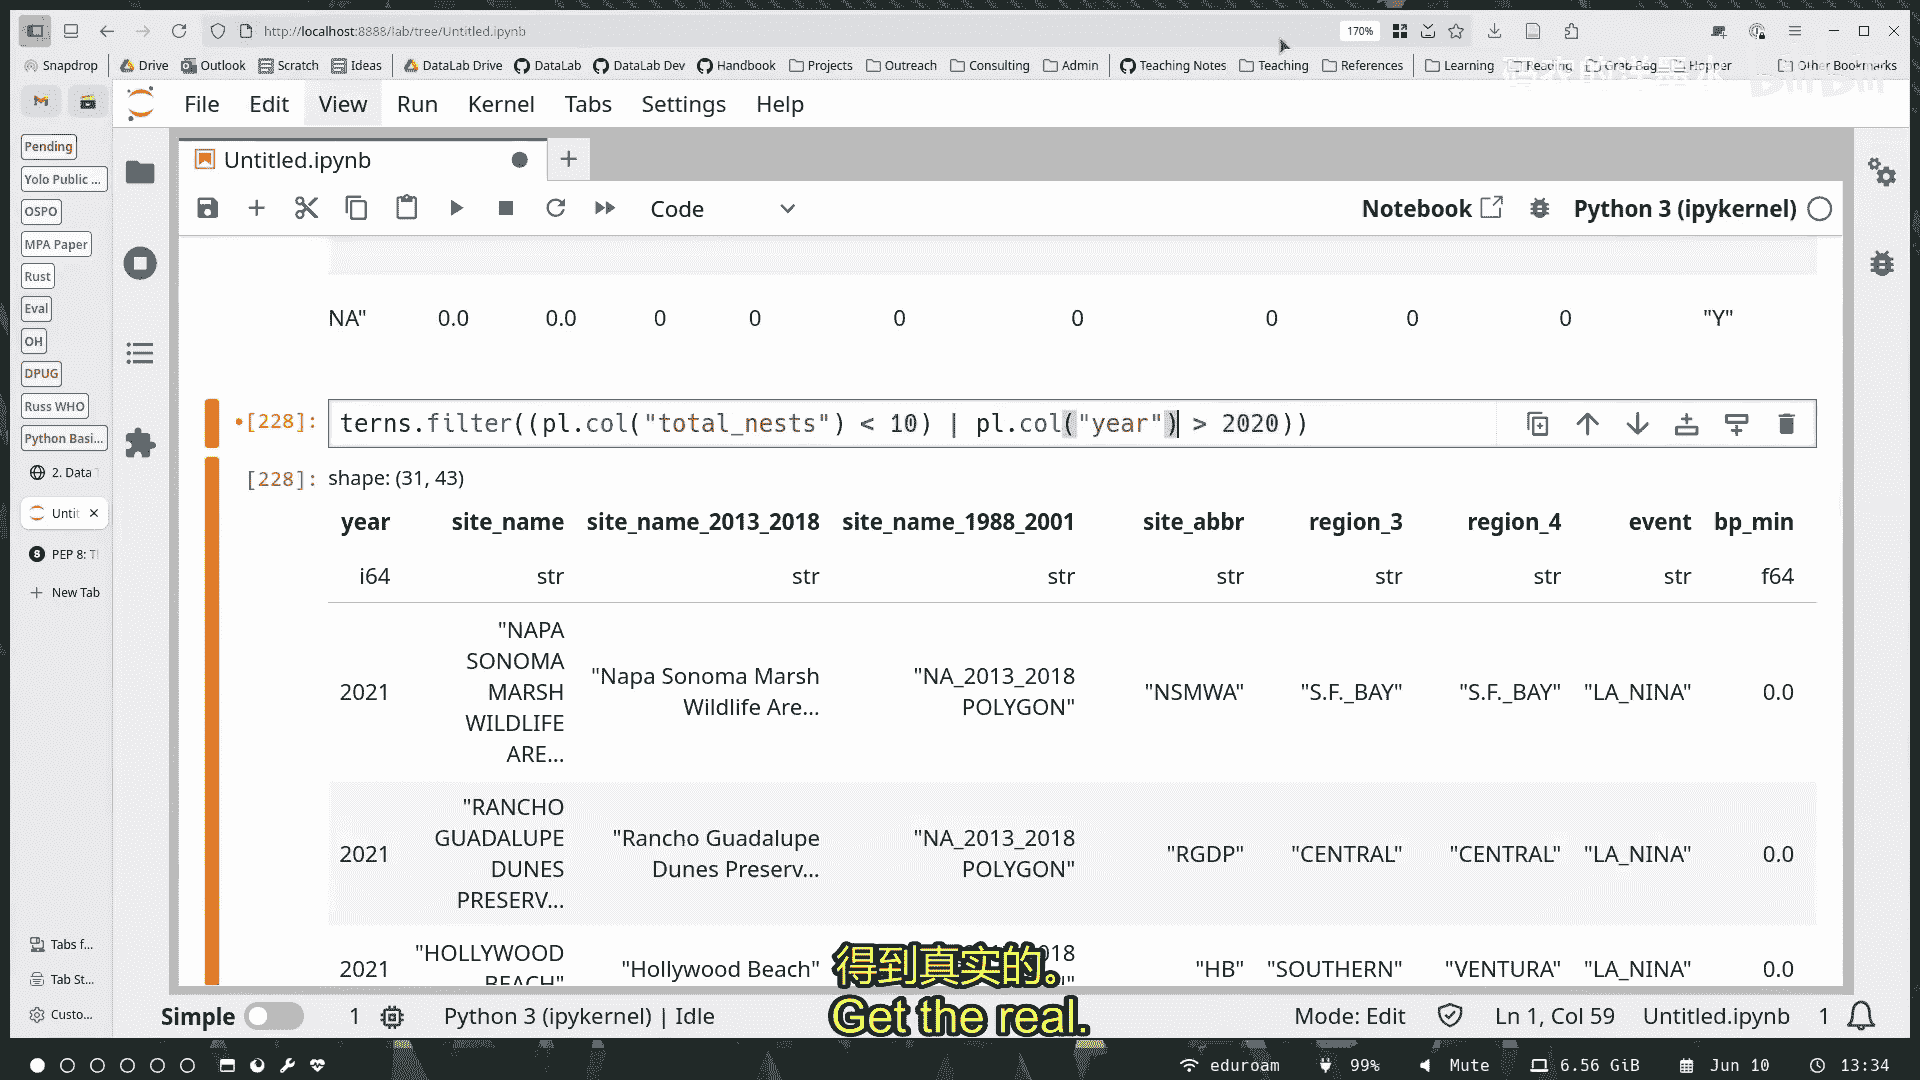 http://localhost:8888/lab/tree/Untitled.ipynb
170%
Snapdrop
Drive
Outlook
Scratch
Ideas
DataLab Drive
DataLab
DataLab Dev
Handbook
Projects
Outreach
Consulting
Admin
Teaching Notes
Teaching
References
Learning
Reading
Grab Bag
Hopper
Other Bookmarks
File Edit View Run Kernel Tabs Settings Help
Pending
Yolo Public ...
OSPO
MPA Paper
Rust
Eval
OH
DPUG
Russ WHO
Python Basi...
2. Data
Untit
PEP 8: T
New Tab
Tabs f...
Tab St...
Custo...
Untitled.ipynb
Code
Notebook
Python 3 (ipykernel)
NA" 0.0 0.0 0 0 0 0 0 0 0 "Y"
[228]: terns.filter((pl.col("total_nests") < 10) | pl.col("year") > 2020))
[228]: shape: (31, 43)
year site_name site_name_2013_2018 site_name_1988_2001 site_abbr region_3 region_4 event bp_min
i64 str str str str str str str f64
2021 "NAPA SONOMA MARSH WILDLIFE ARE... "Napa Sonoma Marsh Wildlife Are... "NA_2013_2018 POLYGON" "NSMWA" "S.F._BAY" "S.F._BAY" "LA_NINA" 0.0
2021 "RANCHO GUADALUPE DUNES PRESERV... "Rancho Guadalupe Dunes Preserv... "NA_2013_2018 POLYGON" "RGDP" "CENTRAL" "CENTRAL" "LA_NINA" 0.0
2021 "HOLLYWOOD BEACH" "Hollywood Beach" "HB" "SOUTHERN" "VENTURA" "LA_NINA" 0.0
得到真实的.
Get the real.
Simple 1 Python 3 (ipykernel) | Idle Mode: Edit Ln 1, Col 59 Untitled.ipynb 1
eduroam 99% Mute 6.56 GiB Jun 10 13:34